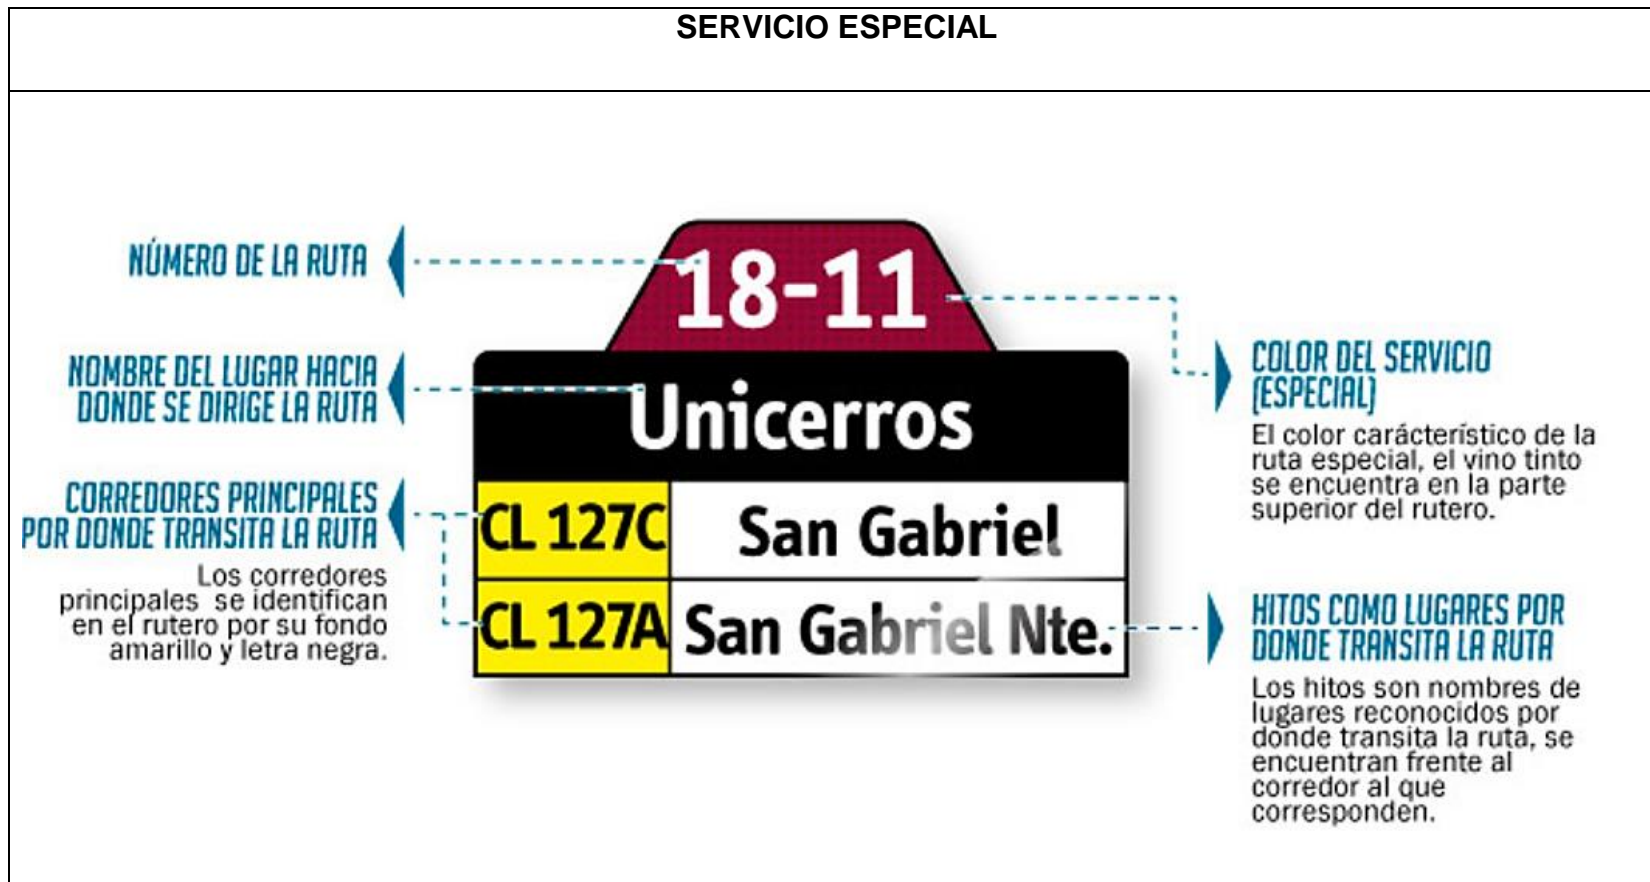 SERVICIO ESPECIAL
NÚMERO DE LA RUTA
18-11
NOMBRE DEL LUGAR HACIA
DONDE SE DIRIGE LA RUTA
Unicerros
CORREDORES PRINCIPALES
POR DONDE TRANSITA LA RUTA
Los corredores
principales se identifican
en el rutero por su fondo
amarillo y letra negra.
CL 127C San Gabriel
CL 127A San Gabriel Nte.
COLOR DEL SERVICIO
(ESPECIAL)
El color carácterístico de la
ruta especial, el vino tinto
se encuentra en la parte
superior del rutero.
HITOS COMO LUGARES POR
DONDE TRANSITA LA RUTA
Los hitos son nombres de
lugares reconocidos por
donde transita la ruta, se
encuentran frente al
corredor al que
corresponden.